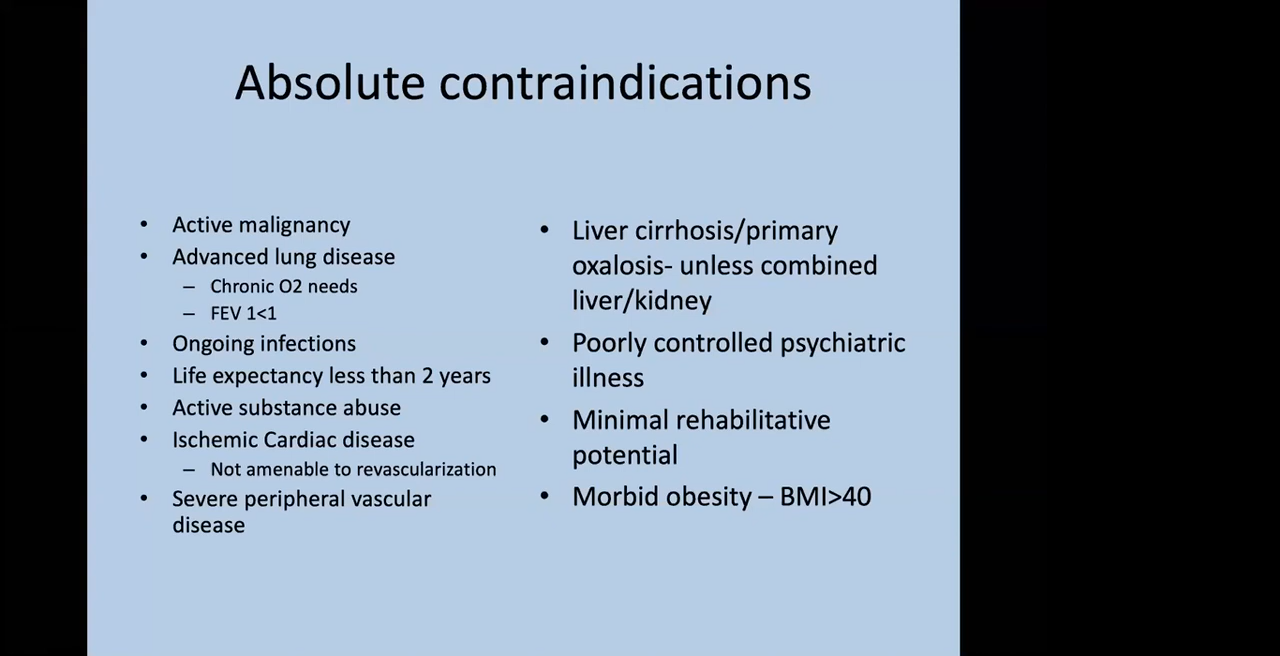 Absolute contraindications
• Active malignancy
• Advanced lung disease
– Chronic O2 needs
– FEV 1<1
• Ongoing infections
• Life expectancy less than 2 years
• Active substance abuse
• Ischemic Cardiac disease
– Not amenable to revascularization
• Severe peripheral vascular
disease
• Liver cirrhosis/primary
oxalosis- unless combined
liver/kidney
• Poorly controlled psychiatric
illness
• Minimal rehabilitative
potential
• Morbid obesity – BMI>40